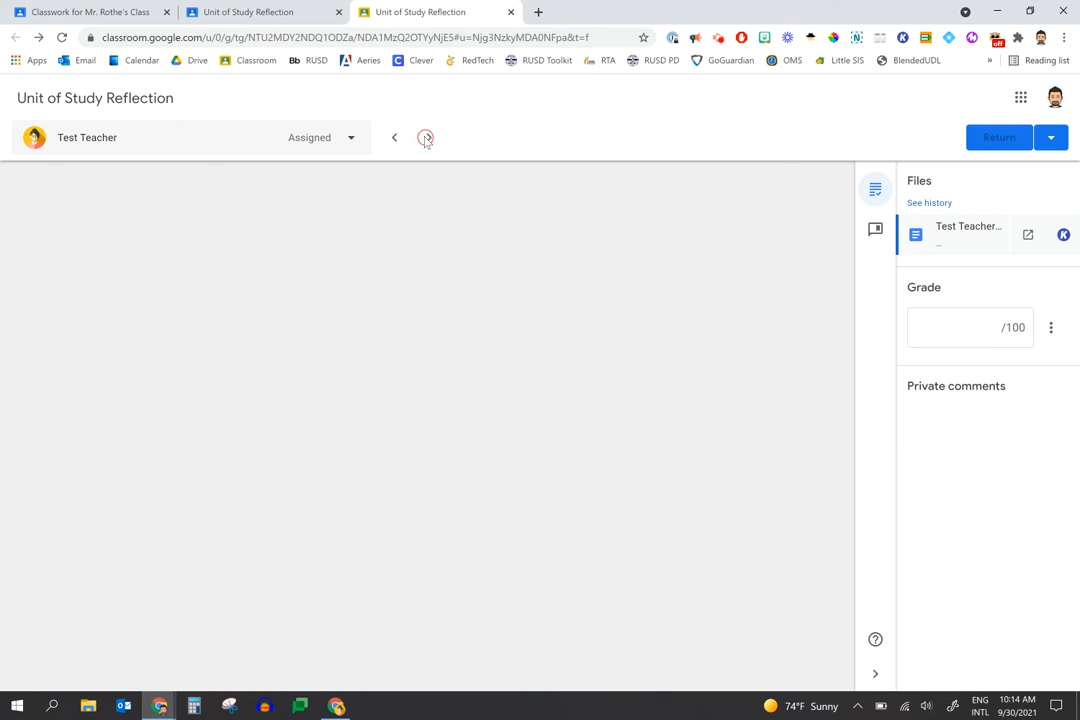 Classwork for Mr. Rothe's Class
Unit of Study Reflection
Unit of Study Reflection
classroom.google.com/u/0/g/tg/NTU2MDY2NDQ1ODZa/NDA1MzQ2OTYyNjE5#u=Njg3NzkyMDA0NFpa&t=f
off
Apps
Email
Calendar
Drive
Classroom
Bb RUSD
Aeries
Clever
RedTech
RUSD Toolkit
RTA
RUSD PD
GoGuardian
OMS
Little SIS
BlendedUDL
»
Reading list
Unit of Study Reflection
Test Teacher
Assigned
Return
Files
See history
Test Teacher...
...
Grade
/100
Private comments
74°F Sunny
ENG
INTL
10:14 AM
9/30/2021